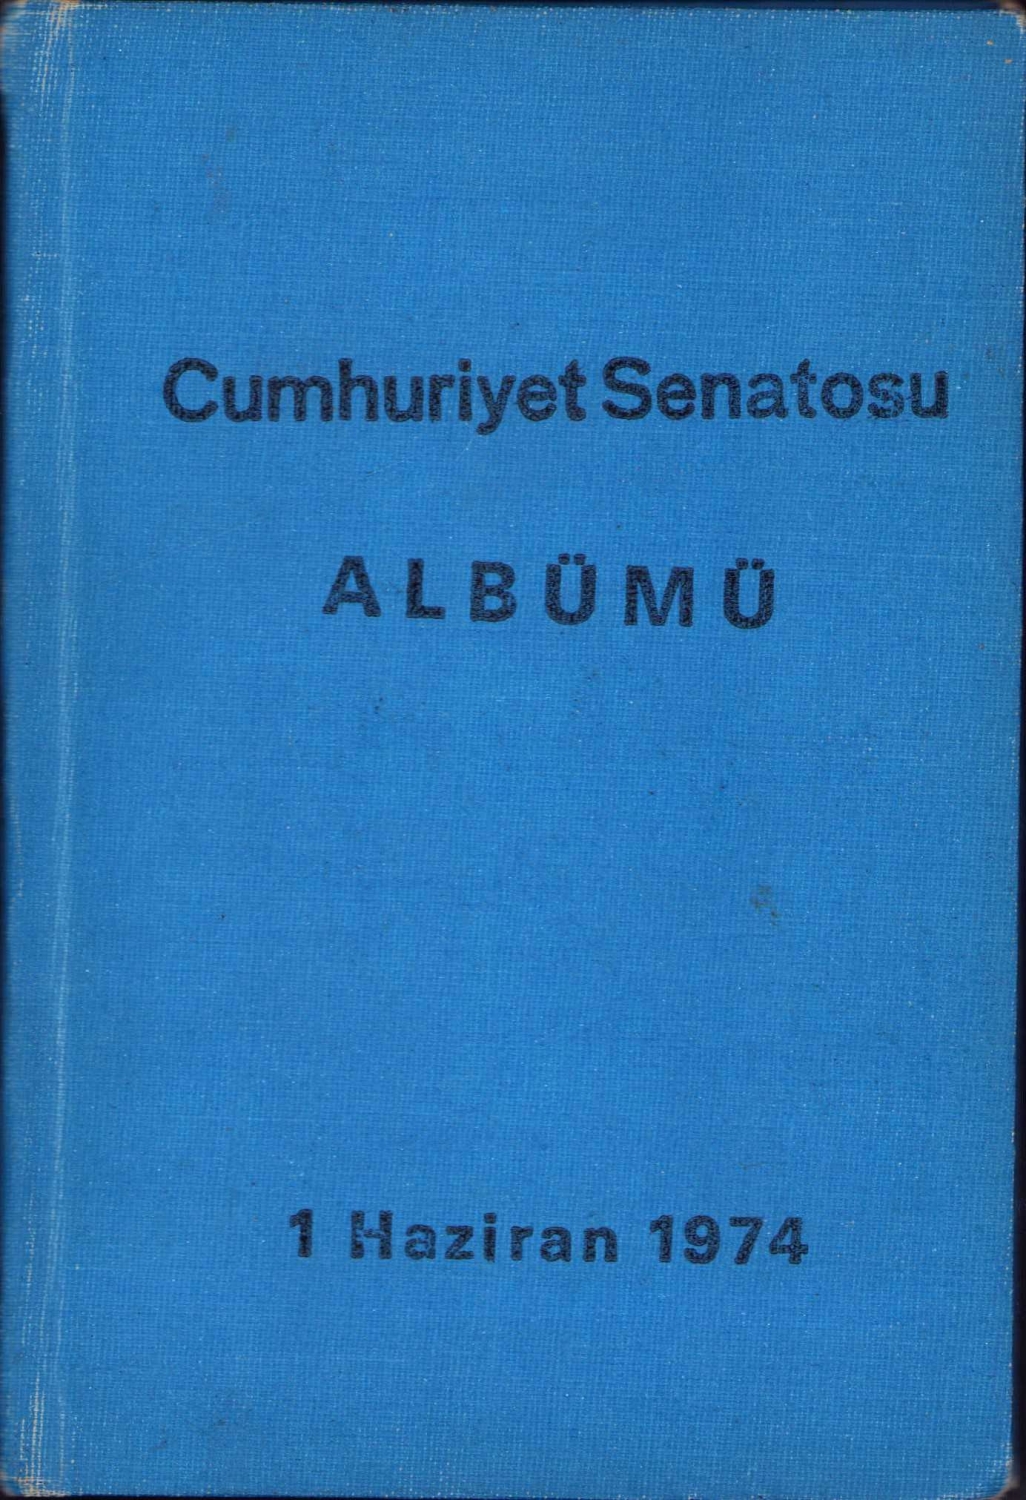 Cumhuriyet Senatosu
ALBÜMÜ
1 Haziran 1974